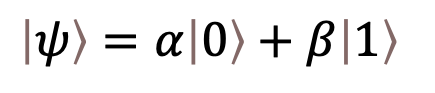 |ψ⟩ = α|0⟩ + β|1⟩